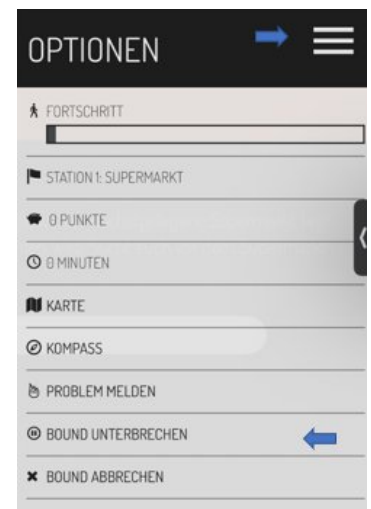 OPTIONEN
FORTSCHRITT
STATION 1: SUPERMARKT
0 PUNKTE
0 MINUTEN
KARTE
KOMPASS
PROBLEM MELDEN
BOUND UNTERBRECHEN
BOUND ABBRECHEN